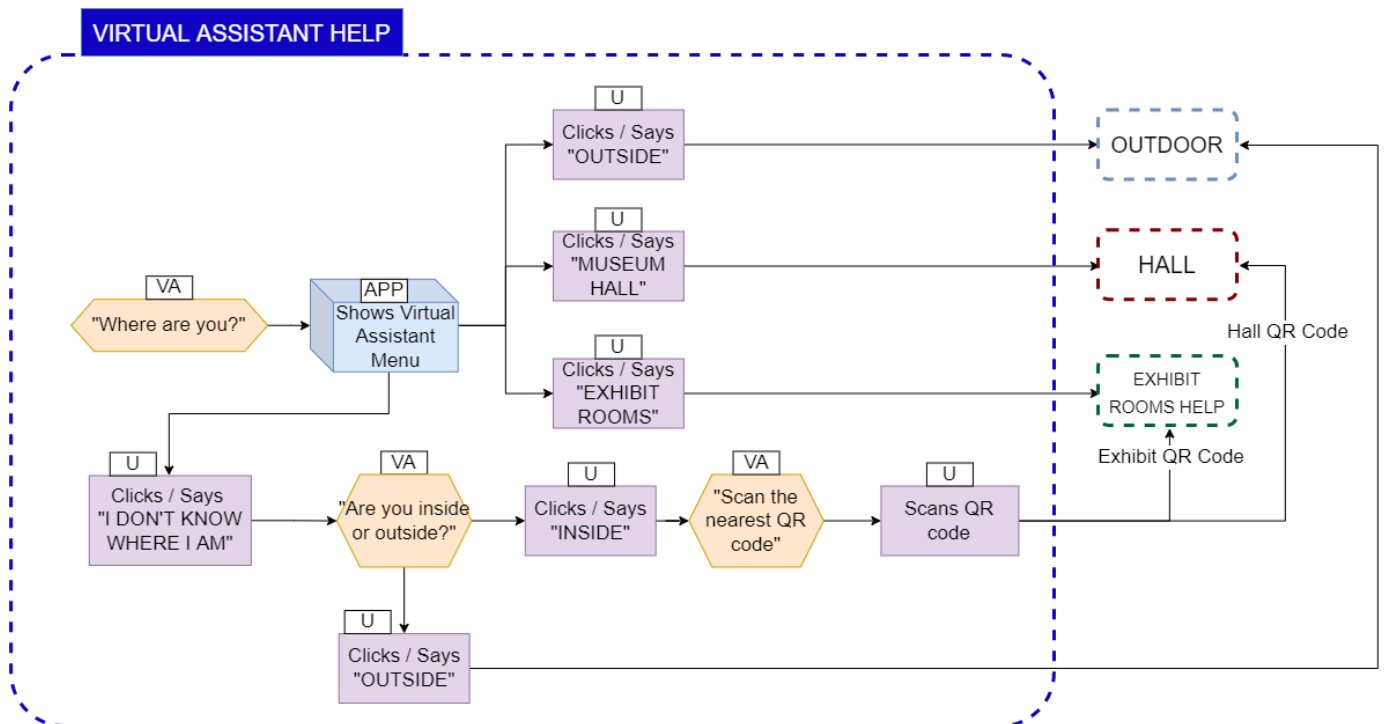 VIRTUAL ASSISTANT HELP
U
Clicks / Says
"OUTSIDE"
OUTDOOR
U
Clicks / Says
"MUSEUM
HALL"
HALL
VA
"Where are you?"
APP
Shows Virtual
Assistant
Menu
Hall QR Code
U
Clicks / Says
"EXHIBIT
ROOMS"
EXHIBIT
ROOMS HELP
Exhibit QR Code
U
Clicks / Says
"I DON'T KNOW
WHERE I AM"
VA
"Are you inside
or outside?"
U
Clicks / Says
"INSIDE"
VA
"Scan the
nearest QR
code"
U
Scans QR
code
U
Clicks / Says
"OUTSIDE"